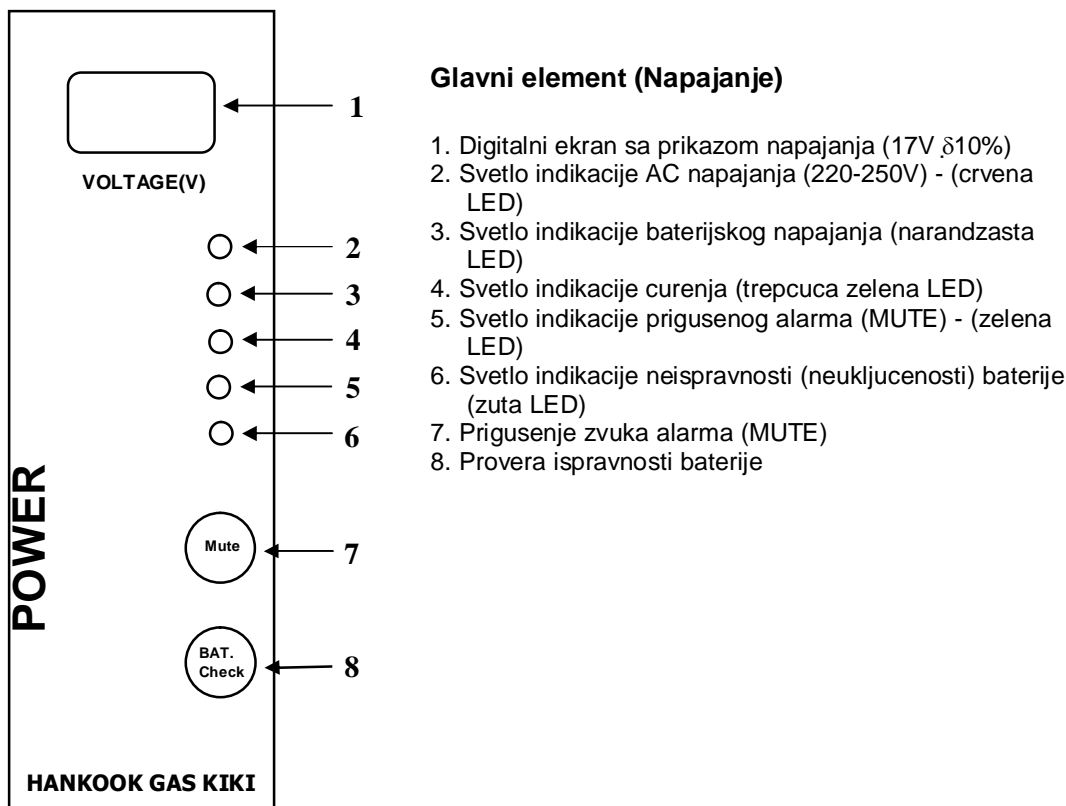 VOLTAGE(V)
1
2
3
4
5
6
POWER
Mute
7
BAT.
Check
8
HANKOOK GAS KIKI
Glavni element (Napajanje)
1. Digitalni ekran sa prikazom napajanja (17V δ10%)
2. Svetlo indikacije AC napajanja (220-250V) - (crvena
LED)
3. Svetlo indikacije baterijskog napajanja (narandzasta
LED)
4. Svetlo indikacije curenja (trepcuca zelena LED)
5. Svetlo indikacije prigusenog alarma (MUTE) - (zelena
LED)
6. Svetlo indikacije neispravnosti (neukljucenosti) baterije
(zuta LED)
7. Prigusenje zvuka alarma (MUTE)
8. Provera ispravnosti baterije